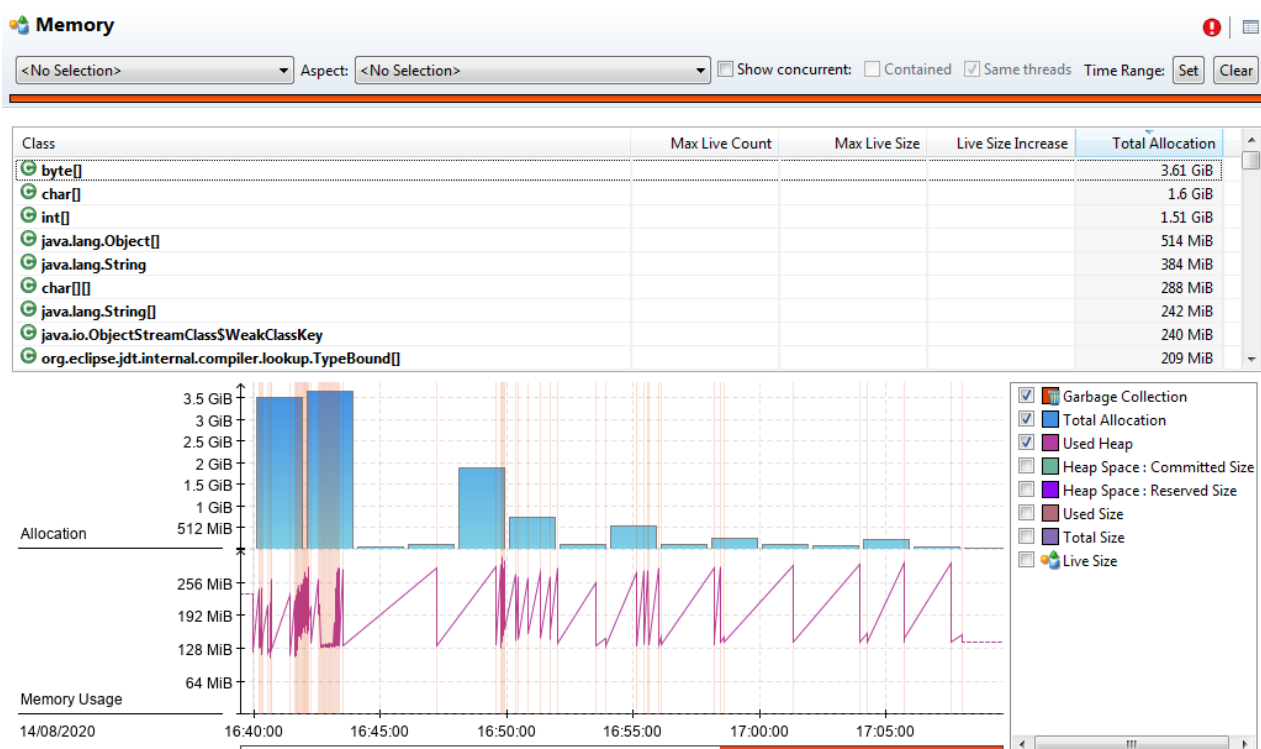 Memory
<No Selection> Aspect: <No Selection> Show concurrent: Contained Same threads Time Range: Set Clear
Class Max Live Count Max Live Size Live Size Increase Total Allocation
byte[] 3.61 GiB
char[] 1.6 GiB
int[] 1.51 GiB
java.lang.Object[] 514 MiB
java.lang.String 384 MiB
char[][] 288 MiB
java.lang.String[] 242 MiB
java.io.ObjectStreamClass$WeakClassKey 240 MiB
org.eclipse.jdt.internal.compiler.lookup.TypeBound[] 209 MiB
3.5 GiB
3 GiB
2.5 GiB
2 GiB
1.5 GiB
1 GiB
512 MiB
Allocation
256 MiB
192 MiB
128 MiB
64 MiB
Memory Usage
14/08/2020 16:40:00 16:45:00 16:50:00 16:55:00 17:00:00 17:05:00
Garbage Collection
Total Allocation
Used Heap
Heap Space : Committed Size
Heap Space : Reserved Size
Used Size
Total Size
Live Size